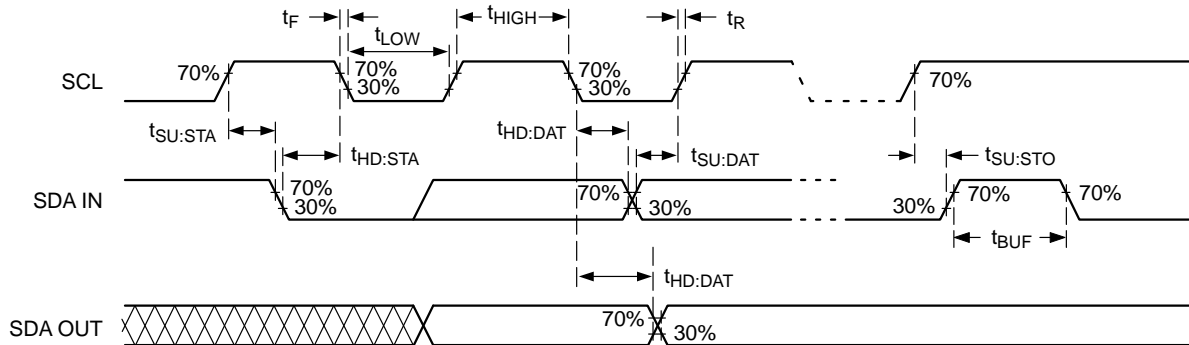 tF tHIGH tR
tLOW
SCL 70% 70% 30% 70% 30% 70%
tSU:STA tHD:STA tHD:DAT tSU:DAT tSU:STO
SDA IN 70% 30% 70% 30% 30% 70% 70%
tBUF
tHD:DAT
SDA OUT 70% 30%